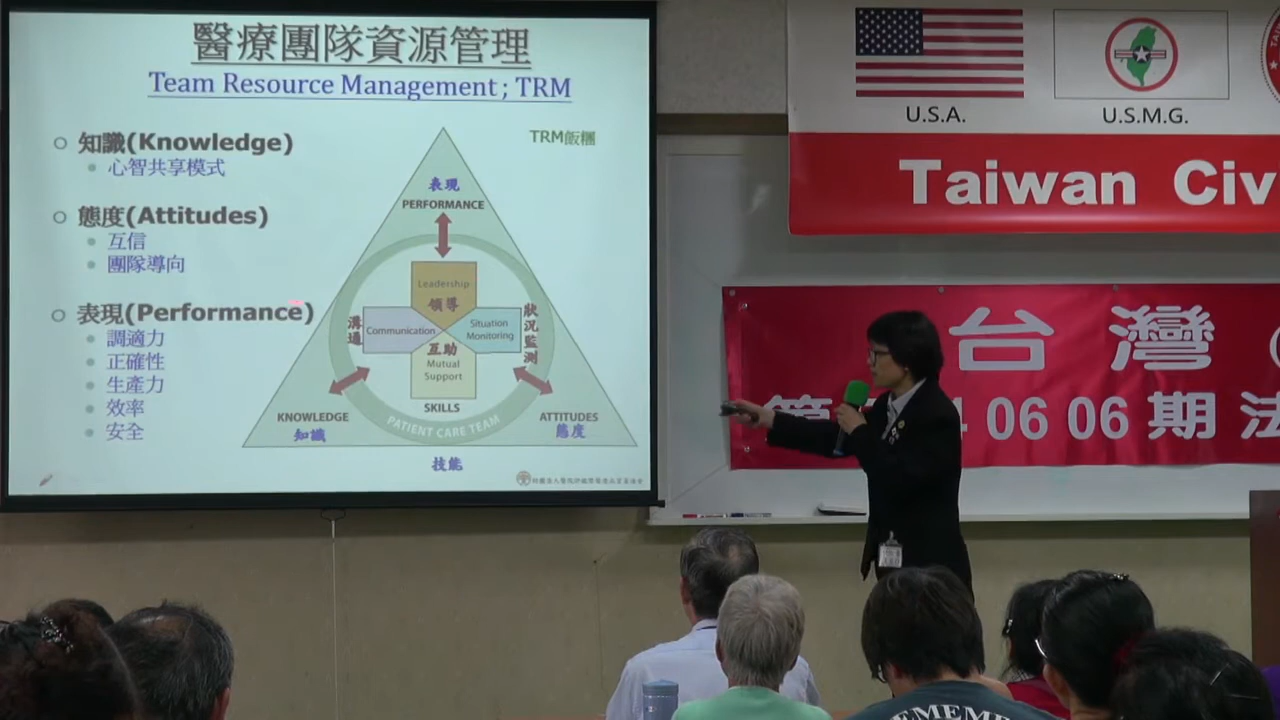 醫療團隊資源管理
Team Resource Management ; TRM
知識(Knowledge)
心智共享模式
態度(Attitudes)
互信
團隊導向
表現(Performance)
調適力
正確性
生產力
效率
安全
TRM飯糰
表現
PERFORMANCE
Leadership
領導
溝通
Communication
Situation
Monitoring
狀況監測
互助
Mutual
Support
SKILLS
KNOWLEDGE
知識
ATTITUDES
態度
PATIENT CARE TEAM
技能
U.S.A.
U.S.M.G.
Taiwan Civ
台灣
第
4 06 06 期 法
EMEMB